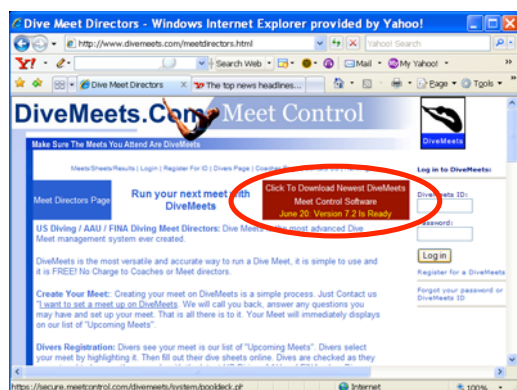 Dive Meet Directors - Windows Internet Explorer provided by Yahoo!
http://www.divemeets.com/meetdirectors.html
Yahoo! Search
Y! Search Web Mail My Yahoo!
Dive Meet Directors The top news headlines... Page Tools
DiveMeets.Com Meet Control
Make Sure The Meets You Attend Are DiveMeets
DiveMeets
Meets/Sheets/Results | Login | Register For ID | Divers Page |
Log in to DiveMeets:
Meet Directors Page
Run your next meet with
DiveMeets
Click To Download Newest DiveMeets
Meet Control Software
June 20: Version 7.2 Is Ready
DiveMeets ID:
Password:
Log in
Register for a DiveMeets
Forgot your password or
DiveMeets ID
US Diving / AAU / FINA Diving Meet Directors: Dive Meets is the most advanced Dive
Meet management system ever created.
DiveMeets is the most versatile and accurate way to run a Dive Meet, it is simple to use and
it is FREE! No Charge to Coaches or Meet directors.
Create Your Meet: Creating your meet on DiveMeets is a simple process. Just Contact us
"I want to set a meet up on DiveMeets. We will call you back, answer any questions you
may have and set up your meet. That is all there is to it. Your Meet will immediately displays
on our list of "Upcoming Meets".
Divers Registration: Divers see your meet is our list of "Upcoming Meets". Divers select
your meet by highlighting it. Then fill out their dive sheets online. Dives are checked as they
https://secure.meetcontrol.com/divemeets/system/pooldeck.pl
Internet
100%